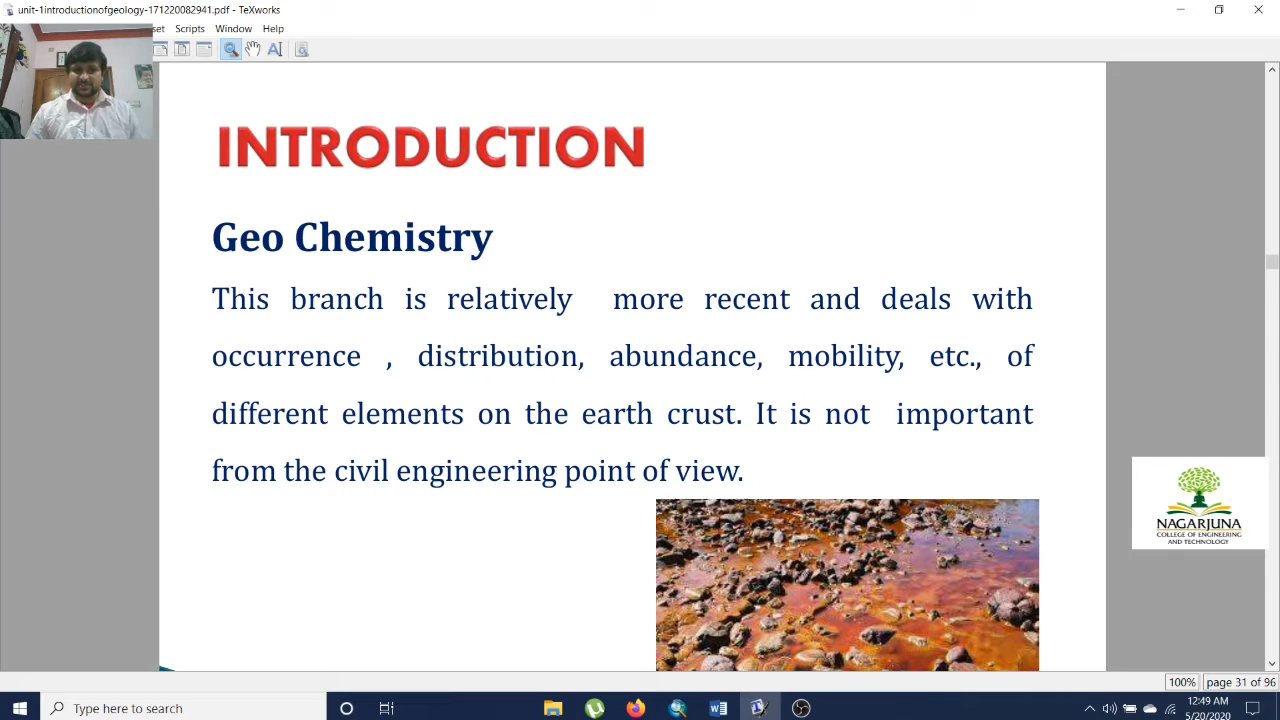 unit-1introductionofgeology-171220082941.pdf - TeXworks
set Scripts Window Help
INTRODUCTION
Geo Chemistry
This branch is relatively more recent and deals with
occurrence , distribution, abundance, mobility, etc., of
different elements on the earth crust. It is not important
from the civil engineering point of view.
NAGARJUNA
COLLEGE OF ENGINEERING
AND TECHNOLOGY
100% page 31 of 96
Type here to search
12:49 AM
5/20/2020